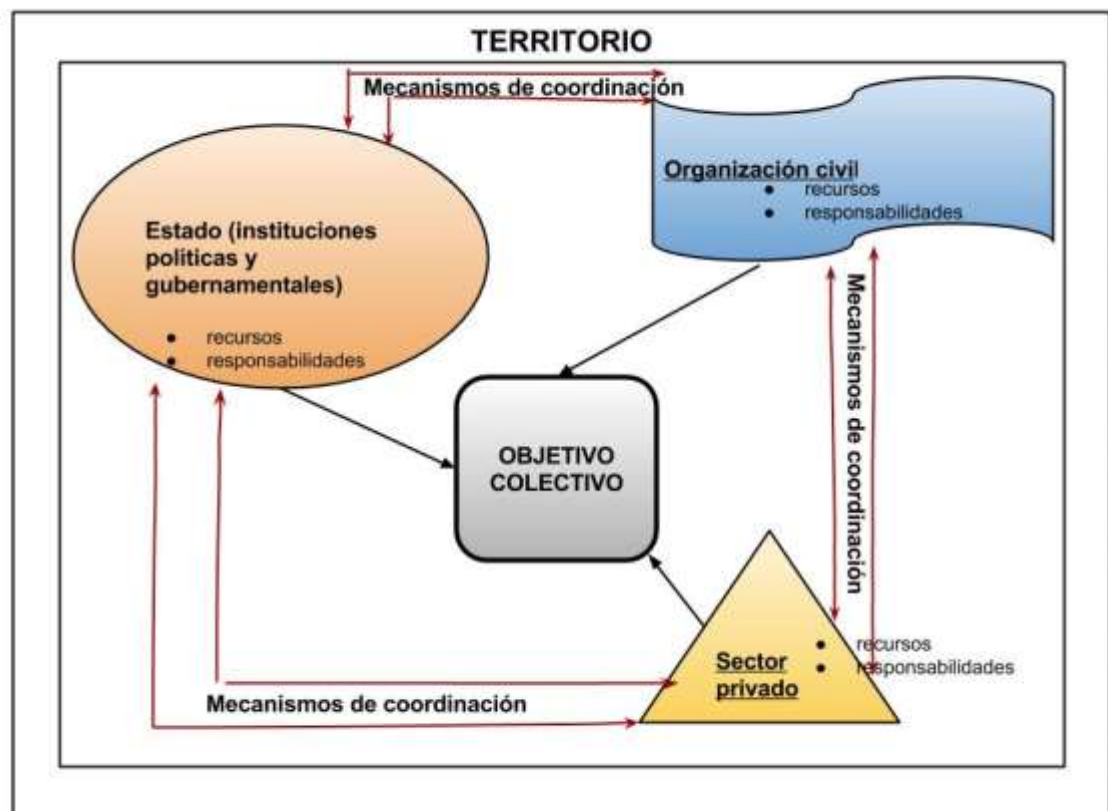 TERRITORIO
Mecanismos de coordinación
Organización civil
• recursos
• responsabilidades
Estado (instituciones
políticas y
gubernamentales)
• recursos
• responsabilidades
Mecanismos de coordinación
OBJETIVO
COLECTIVO
Sector
privado
• recursos
• responsabilidades
Mecanismos de coordinación